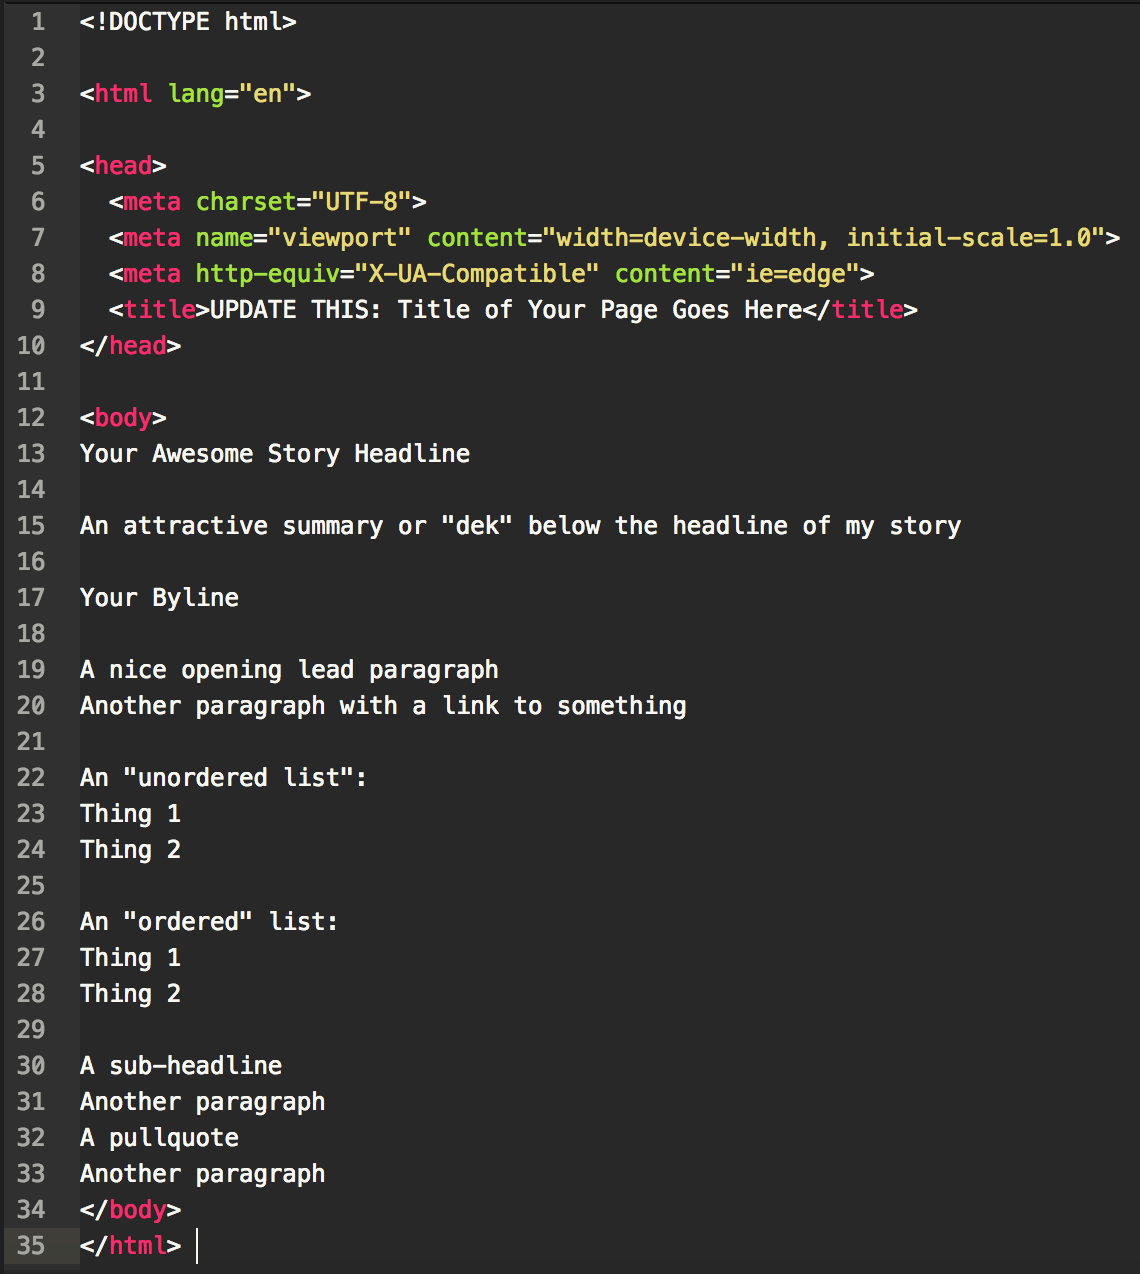 1 <!DOCTYPE html>
2
3 <html lang="en">
4
5 <head>
6   <meta charset="UTF-8">
7   <meta name="viewport" content="width=device-width, initial-scale=1.0">
8   <meta http-equiv="X-UA-Compatible" content="ie=edge">
9   <title>UPDATE THIS: Title of Your Page Goes Here</title>
10 </head>
11
12 <body>
13 Your Awesome Story Headline
14
15 An attractive summary or "dek" below the headline of my story
16
17 Your Byline
18
19 A nice opening lead paragraph
20 Another paragraph with a link to something
21
22 An "unordered list":
23 Thing 1
24 Thing 2
25
26 An "ordered" list:
27 Thing 1
28 Thing 2
29
30 A sub-headline
31 Another paragraph
32 A pullquote
33 Another paragraph
34 </body>
35 </html>